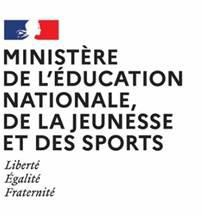 MINISTÈRE
DE L'ÉDUCATION
NATIONALE,
DE LA JEUNESSE
ET DES SPORTS
Liberté
Égalité
Fraternité